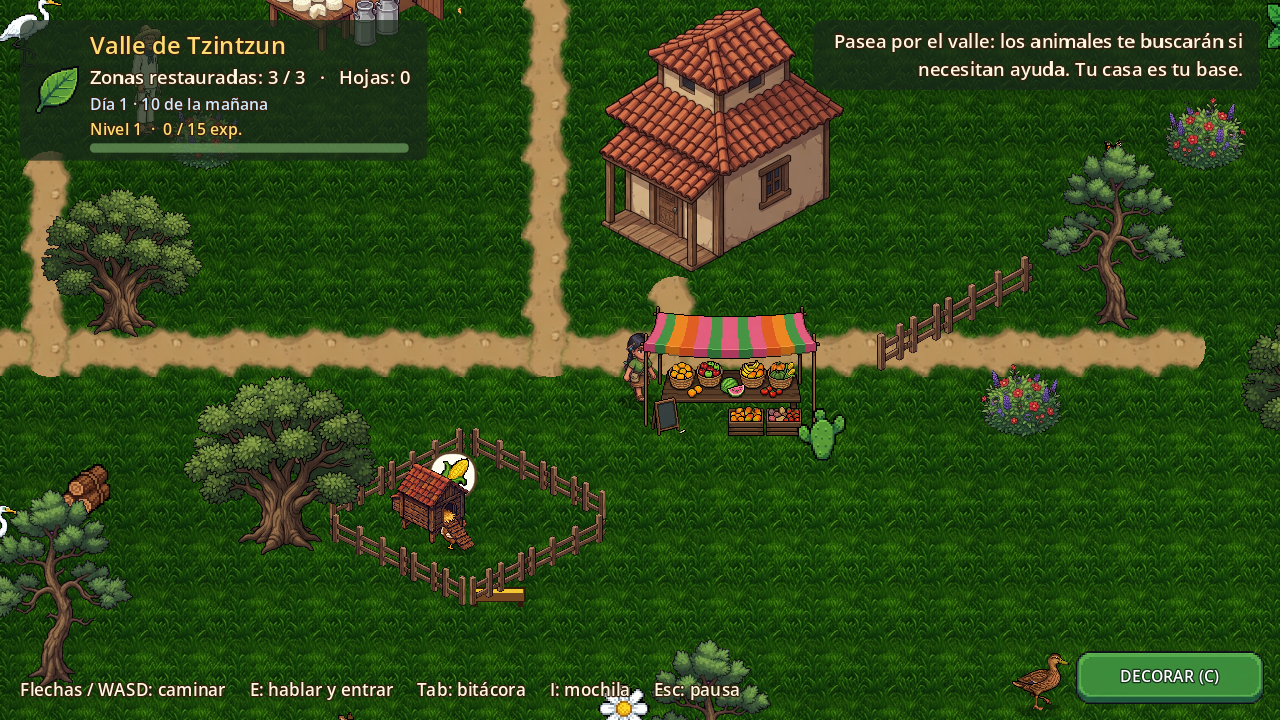 Valle de Tzintzun
Zonas restauradas: 3 / 3 · Hojas: 0
Día 1 · 10 de la mañana
Nivel 1 · 0 / 15 exp.
Pasea por el valle: los animales te buscarán si
necesitan ayuda. Tu casa es tu base.
Flechas / WASD: caminar E: hablar y entrar Tab: bitácora I: mochila Esc: pausa
DECORAR (C)